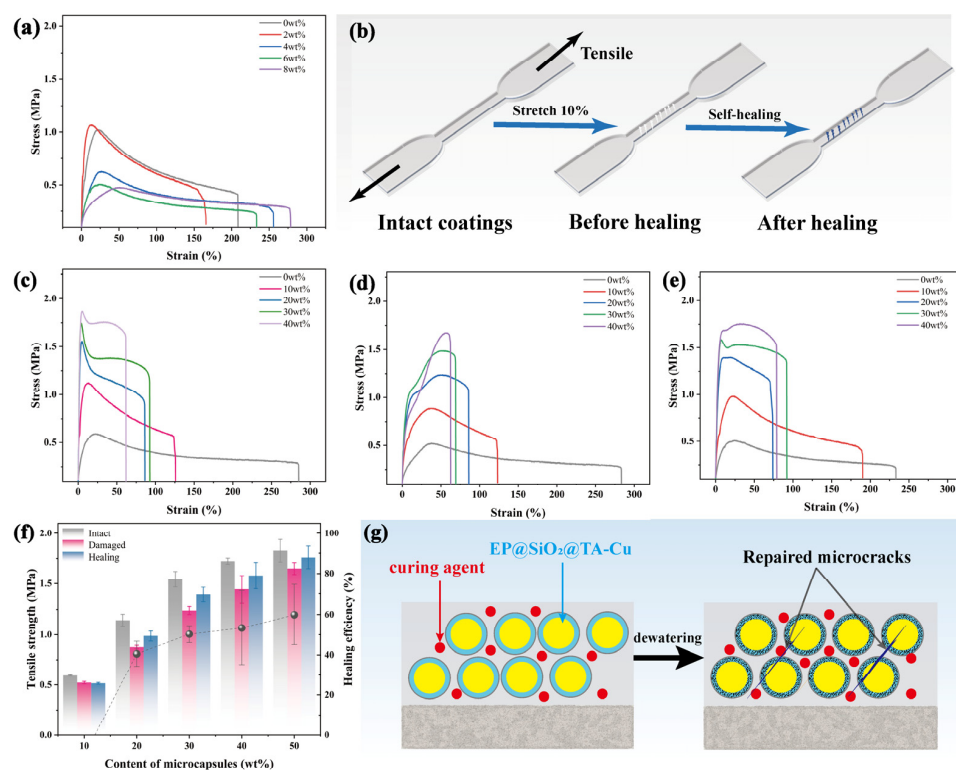 (a)
0wt%
2wt%
4wt%
6wt%
8wt%
Stress (MPa)
2.0
1.5
1.0
0.5
0 50 100 150 200 250 300
Strain (%)
(b)
Tensile
Stretch 10%
Self-healing
Intact coatings
Before healing
After healing
(c)
0wt%
10wt%
20wt%
30wt%
40wt%
Stress (MPa)
2.0
1.5
1.0
0.5
0 50 100 150 200 250 300
Strain (%)
(d)
0wt%
10wt%
20wt%
30wt%
40wt%
Stress (MPa)
2.0
1.5
1.0
0.5
0 50 100 150 200 250 300
Strain (%)
(e)
0wt%
10wt%
20wt%
30wt%
40wt%
Stress (MPa)
2.0
1.5
1.0
0.5
0 50 100 150 200 250 300
Strain (%)
(f)
Intact
Damaged
Healing
Tensile strength (MPa)
2.0
1.5
1.0
0.5
0.0
Healing effciency (%)
100
90
80
70
60
50
40
30
20
10
0
10 20 30 40 50
Content of microcapsules (wt%)
(g)
EP@SiO₂@TA-Cu
curing agent
dewatering
Repaired microcracks